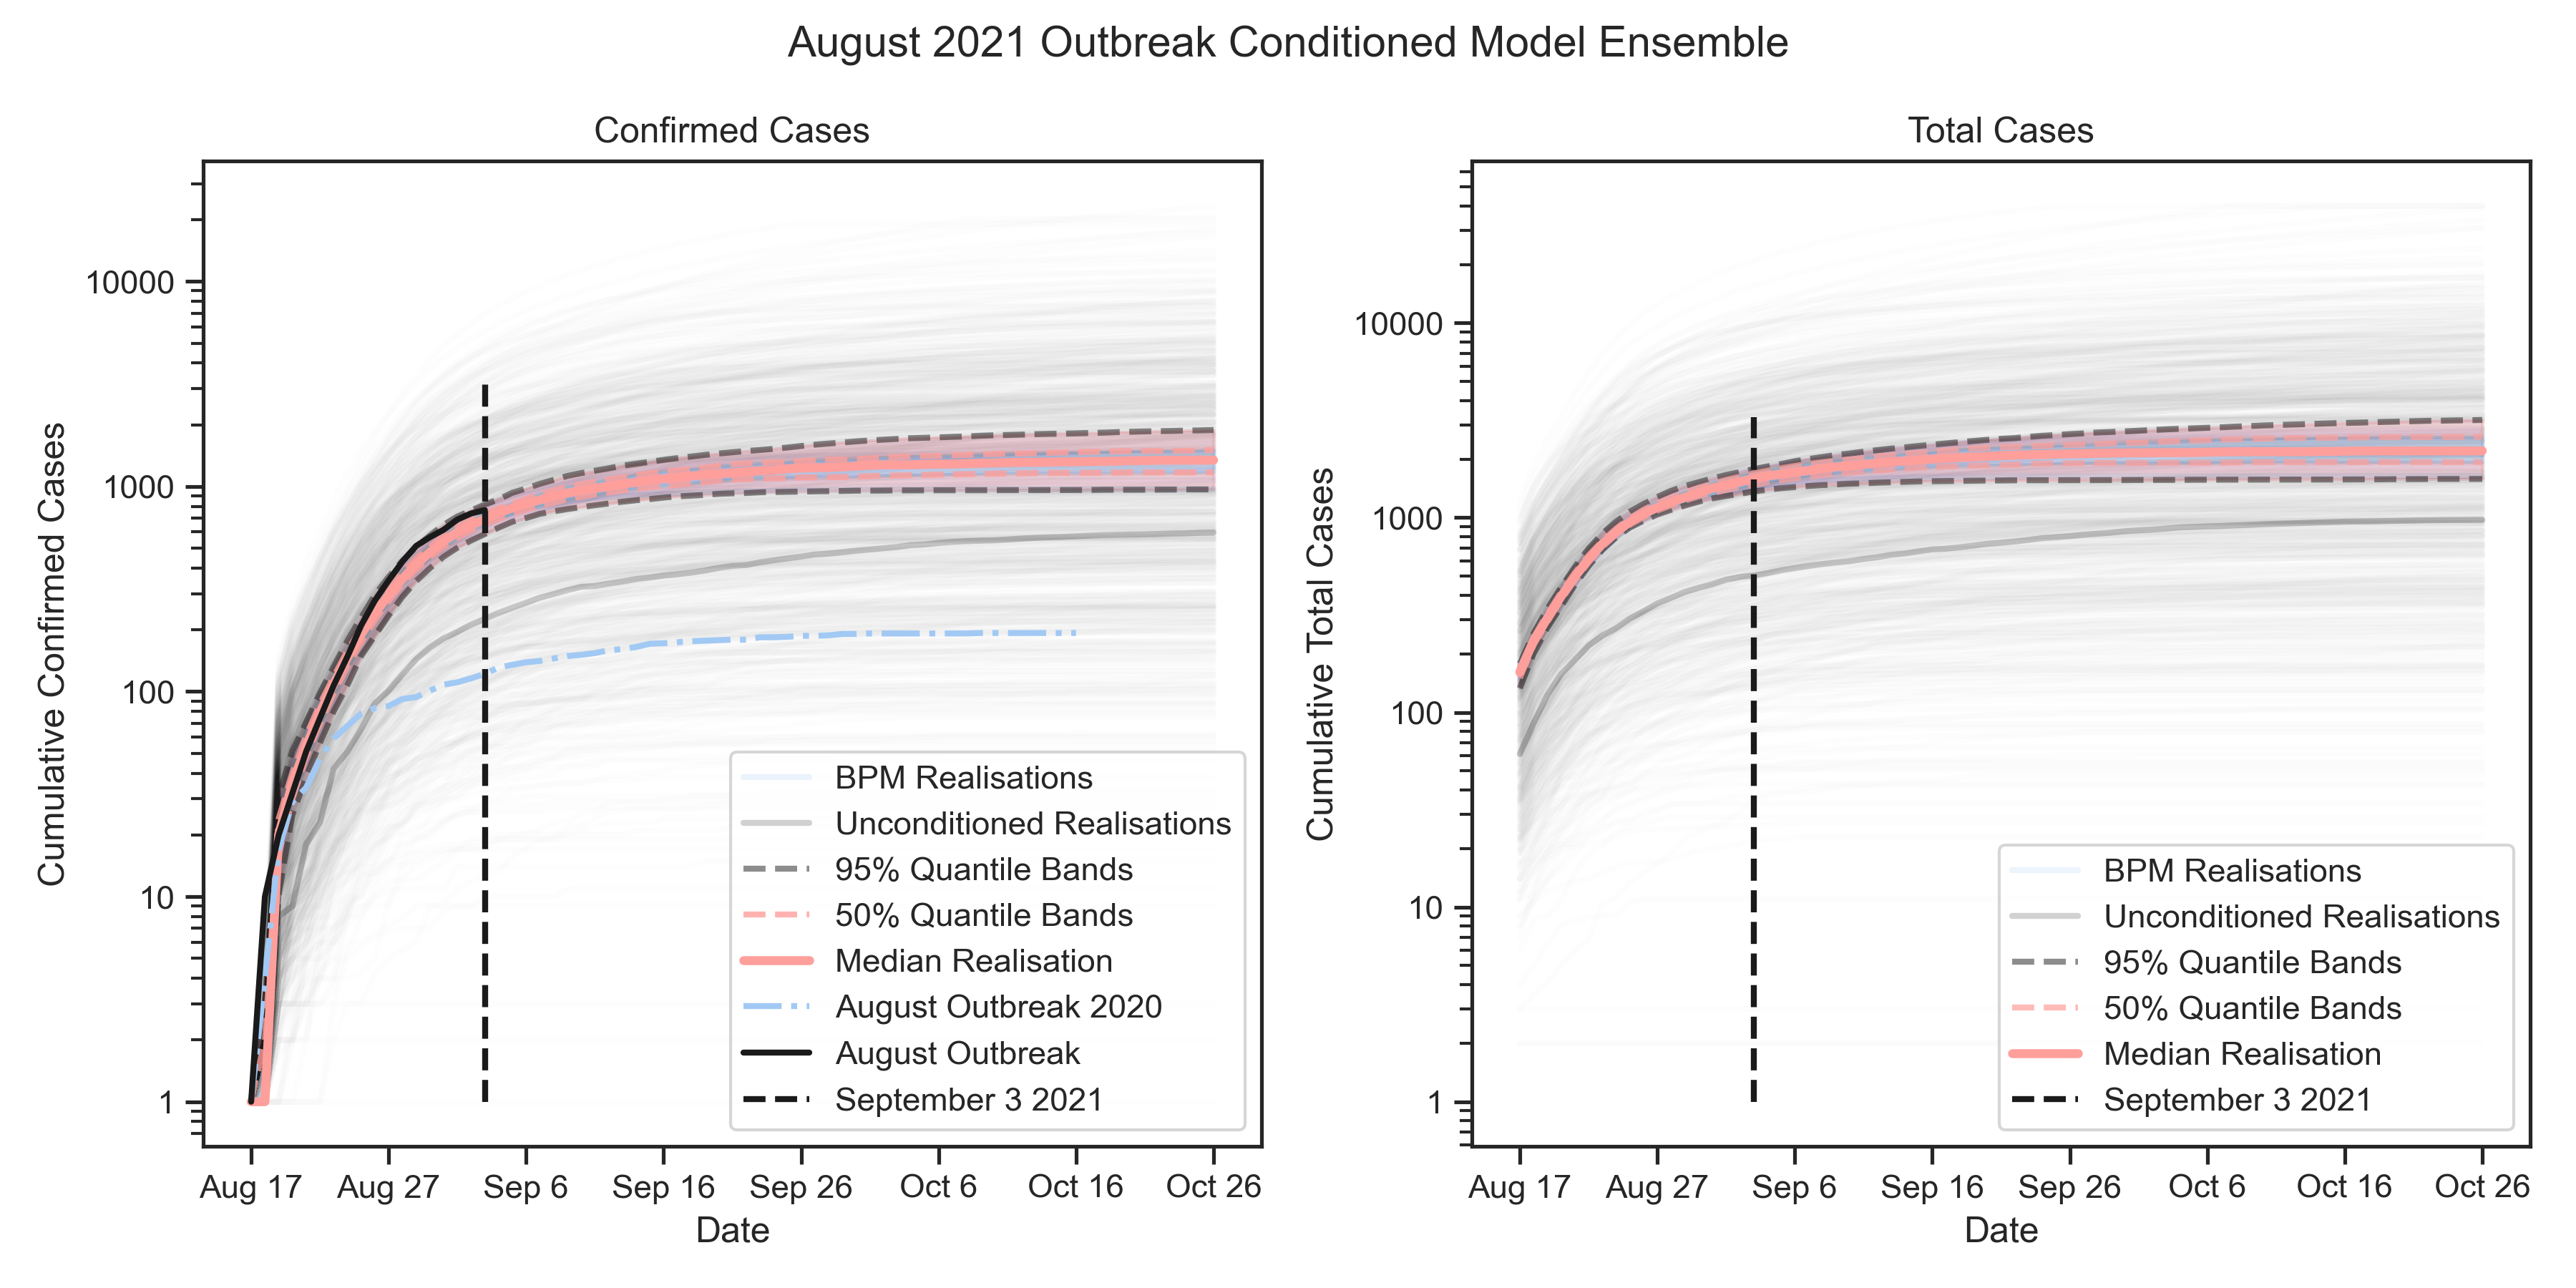 August 2021 Outbreak Conditioned Model Ensemble
Confirmed Cases
Cumulative Confirmed Cases
10000
1000
100
10
1
BPM Realisations
Unconditioned Realisations
95% Quantile Bands
50% Quantile Bands
Median Realisation
August Outbreak 2020
August Outbreak
September 3 2021
Aug 17 Aug 27 Sep 6 Sep 16 Sep 26 Oct 6 Oct 16 Oct 26
Date
Total Cases
Cumulative Total Cases
10000
1000
100
10
1
BPM Realisations
Unconditioned Realisations
95% Quantile Bands
50% Quantile Bands
Median Realisation
September 3 2021
Aug 17 Aug 27 Sep 6 Sep 16 Sep 26 Oct 6 Oct 16 Oct 26
Date